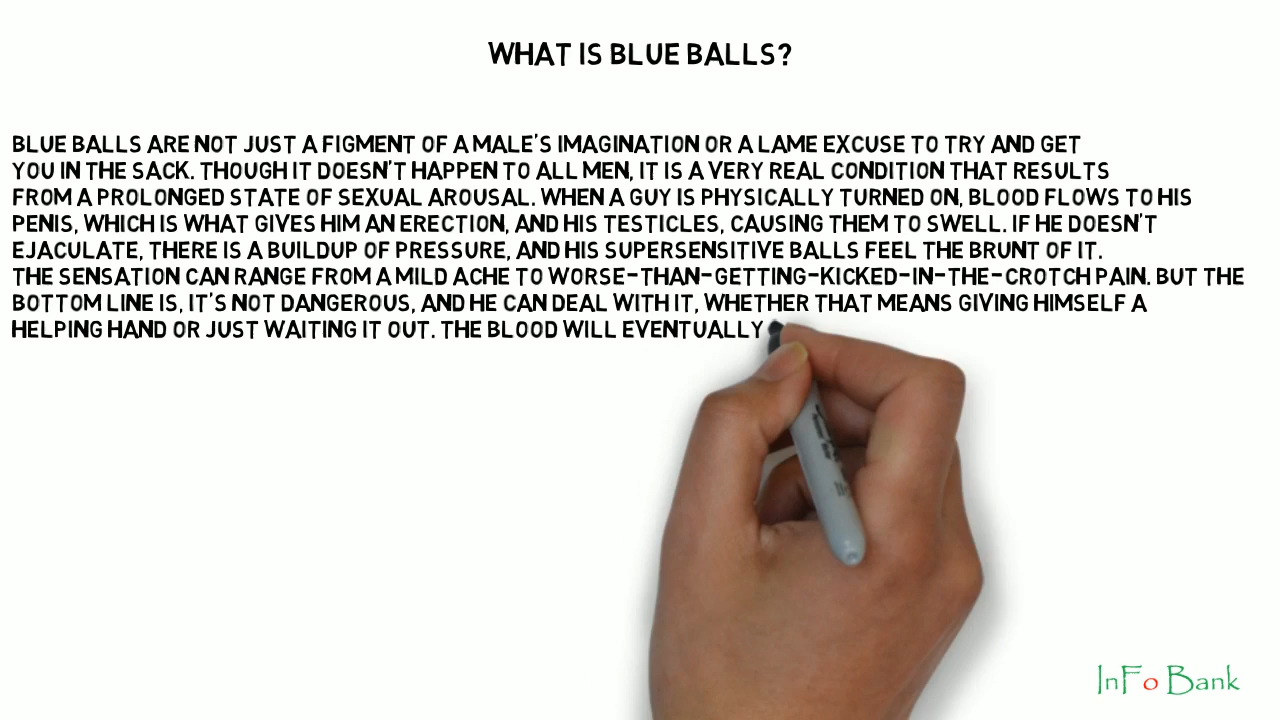 WHAT IS BLUE BALLS?
BLUE BALLS ARE NOT JUST A FIGMENT OF A MALE'S IMAGINATION OR A LAME EXCUSE TO TRY AND GET
YOU IN THE SACK. THOUGH IT DOESN'T HAPPEN TO ALL MEN, IT IS A VERY REAL CONDITION THAT RESULTS
FROM A PROLONGED STATE OF SEXUAL AROUSAL. WHEN A GUY IS PHYSICALLY TURNED ON, BLOOD FLOWS TO HIS
PENIS, WHICH IS WHAT GIVES HIM AN ERECTION, AND HIS TESTICLES, CAUSING THEM TO SWELL. IF HE DOESN'T
EJACULATE, THERE IS A BUILDUP OF PRESSURE, AND HIS SUPERSENSITIVE BALLS FEEL THE BRUNT OF IT.
THE SENSATION CAN RANGE FROM A MILD ACHE TO WORSE-THAN-GETTING-KICKED-IN-THE-CROTCH PAIN. BUT THE
BOTTOM LINE IS, IT'S NOT DANGEROUS, AND HE CAN DEAL WITH IT, WHETHER THAT MEANS GIVING HIMSELF A
HELPING HAND OR JUST WAITING IT OUT. THE BLOOD WILL EVENTUALLY
InFo Bank